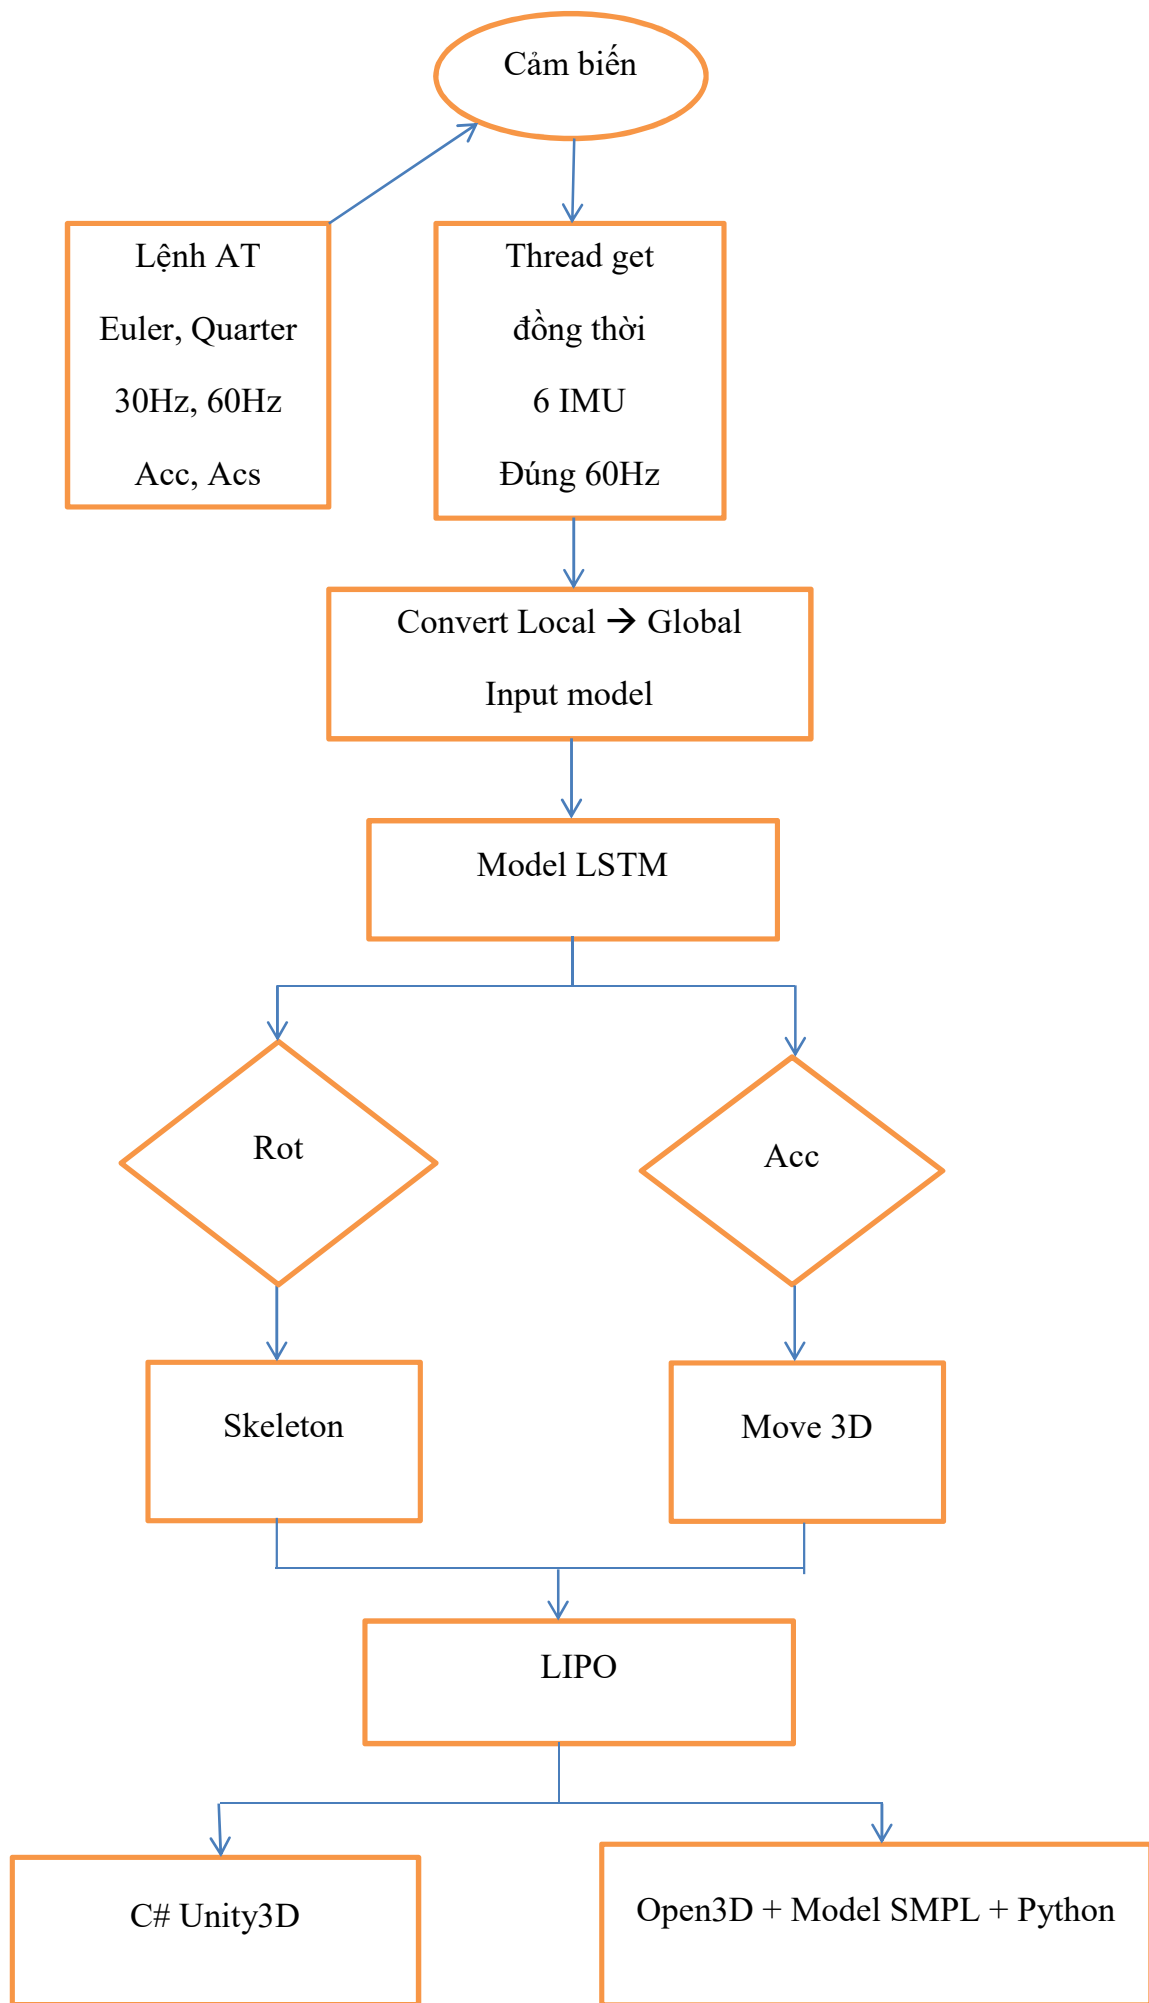 Cảm biến
Lệnh AT
Euler, Quarter
30Hz, 60Hz
Acc, Acs
Thread get
đồng thời
6 IMU
Đúng 60Hz
Convert Local → Global
Input model
Model LSTM
Rot
Acc
Skeleton
Move 3D
LIPO
C# Unity3D
Open3D + Model SMPL + Python